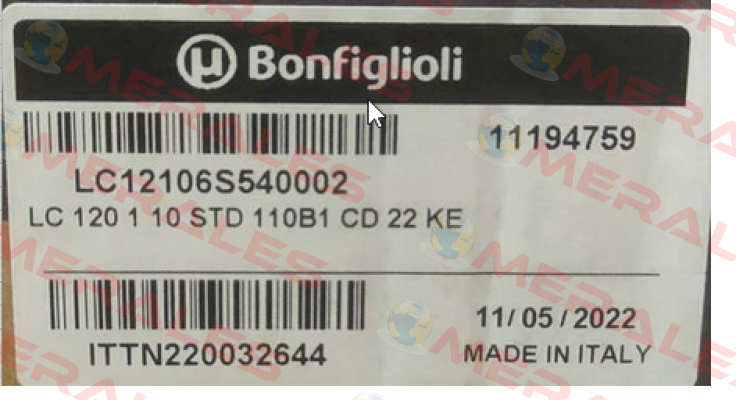 Bonfiglioli
11194759
LC12106S540002
LC 120 1 10 STD 110B1 CD 22 KE
11/05/2022
ITTN220032644
MADE IN ITALY
MERALES